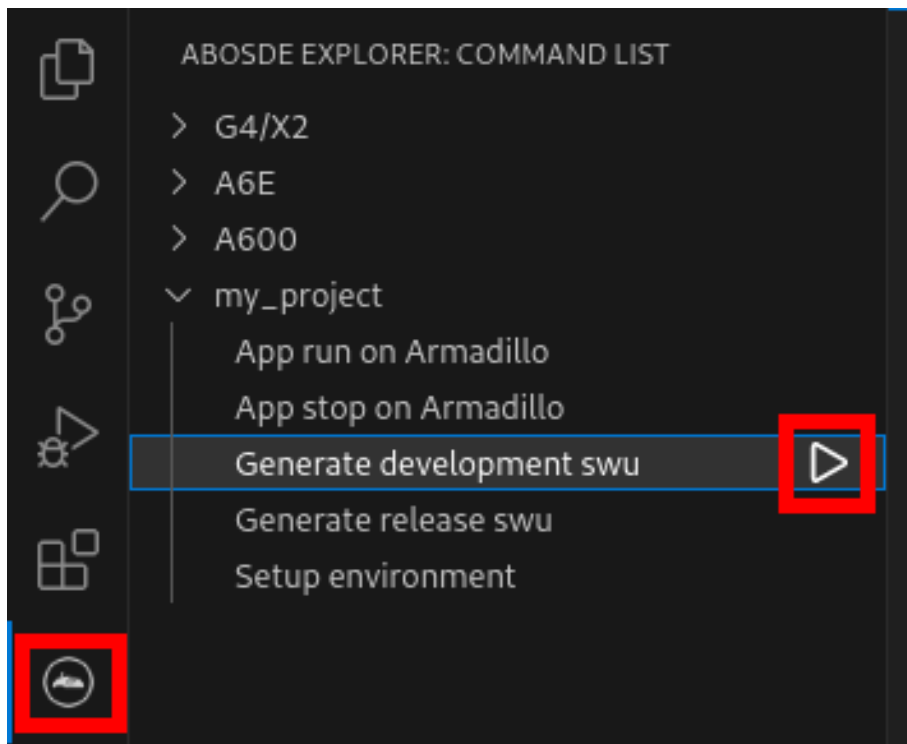 ABOSDE EXPLORER: COMMAND LIST
G4/X2
A6E
A600
my_project
App run on Armadillo
App stop on Armadillo
Generate development swu
Generate release swu
Setup environment